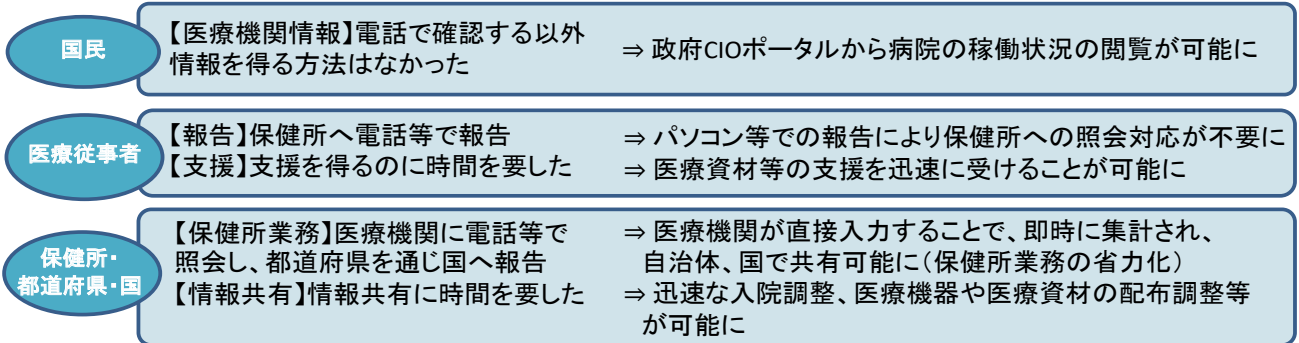 国民
【医療機関情報】電話で確認する以外
情報を得る方法はなかった
⇒ 政府CIOポータルから病院の稼働状況の閲覧が可能に
医療従事者
【報告】保健所へ電話等で報告
【支援】支援を得るのに時間を要した
⇒ パソコン等での報告により保健所への照会対応が不要に
⇒ 医療資材等の支援を迅速に受けることが可能に
保健所・
都道府県・国
【保健所業務】医療機関に電話等で
照会し、都道府県を通じ国へ報告
【情報共有】情報共有に時間を要した
⇒ 医療機関が直接入力することで、即時に集計され、
自治体、国で共有可能に（保健所業務の省力化）
⇒ 迅速な入院調整、医療機器や医療資材の配布調整等
が可能に